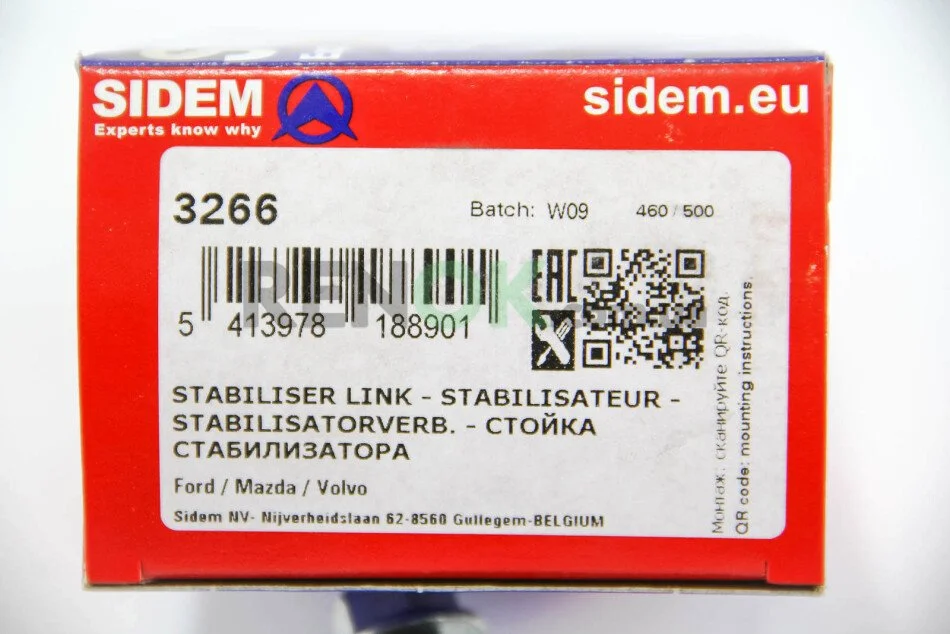 SIDEM
Experts know why
sidem.eu
3266
Batch: W09 460 / 500
5 413978 188901
EAC
STABILISER LINK - STABILISATEUR -
STABILISATORVERB. - СТОЙКА
СТАБИЛИЗАТОРА
Ford / Mazda / Volvo
Sidem NV- Nijverheidslaan 62-8560 Gullegem-BELGIUM
Монтаж: сканируйте QR-код.
QR code: mounting instructions.
RENOK